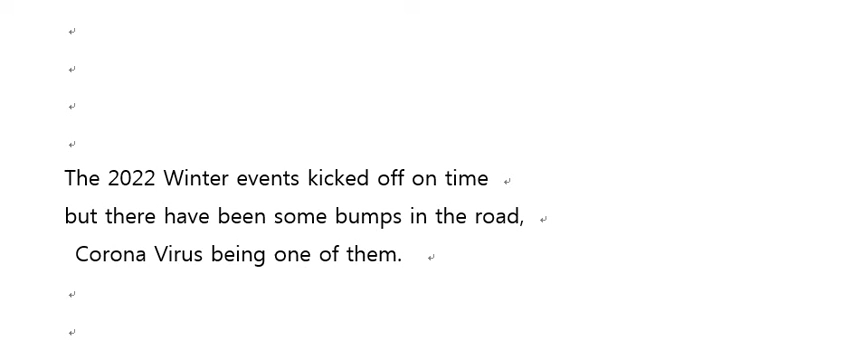 The 2022 Winter events kicked off on time
but there have been some bumps in the road,
Corona Virus being one of them.